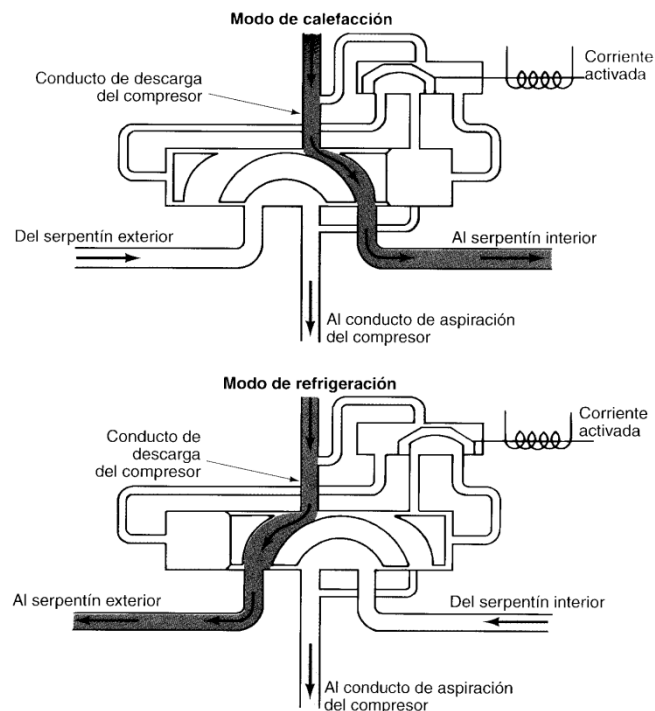 Modo de calefacción
Corriente
activada
Conducto de descarga
del compresor
Del serpentín exterior
Al serpentín interior
Al conducto de aspiración
del compresor
Modo de refrigeración
Corriente
activada
Conducto de
descarga
del compresor
Al serpentín exterior
Del serpentín interior
Al conducto de aspiración
del compresor